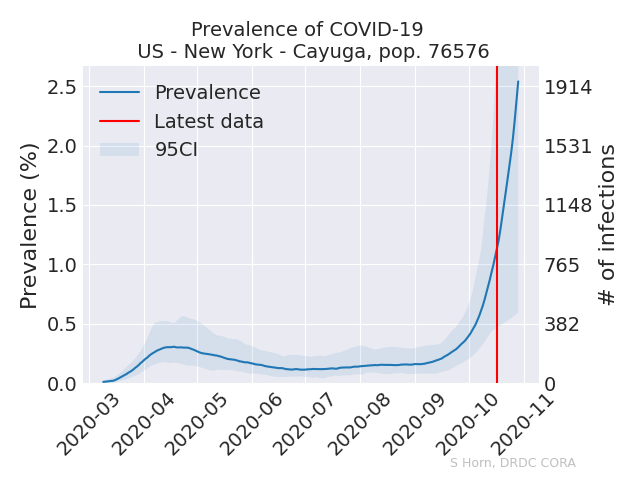 Prevalence of COVID-19
US - New York - Cayuga, pop. 76576
Prevalence
Latest data
95CI
Prevalence (%)
2.5
2.0
1.5
1.0
0.5
0.0
1914
1531
1148
765
382
0
# of infections
2020-03
2020-04
2020-05
2020-06
2020-07
2020-08
2020-09
2020-10
2020-11
S Horn, DRDC CORA